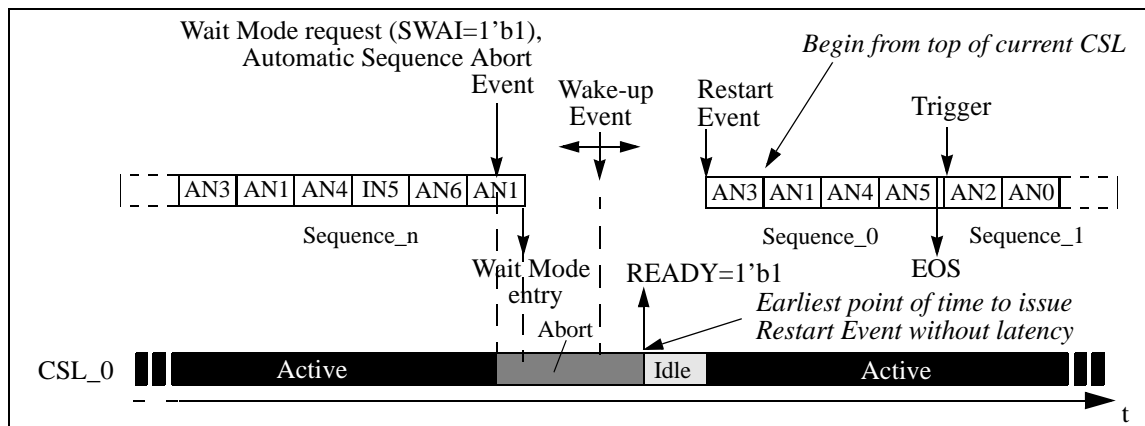 Wait Mode request (SWAI=1’b1),
Automatic Sequence Abort
Event
Wake-up
Event
Restart
Event
Begin from top of current CSL
Trigger
AN3 AN1 AN4 IN5 AN6 AN1
AN3 AN1 AN4 AN5 AN2 AN0
Sequence_n
Sequence_0
Sequence_1
Wait Mode
entry
READY=1’b1
EOS
Earliest point of time to issue
Restart Event without latency
Abort
CSL_0
Active
Idle
Active
t